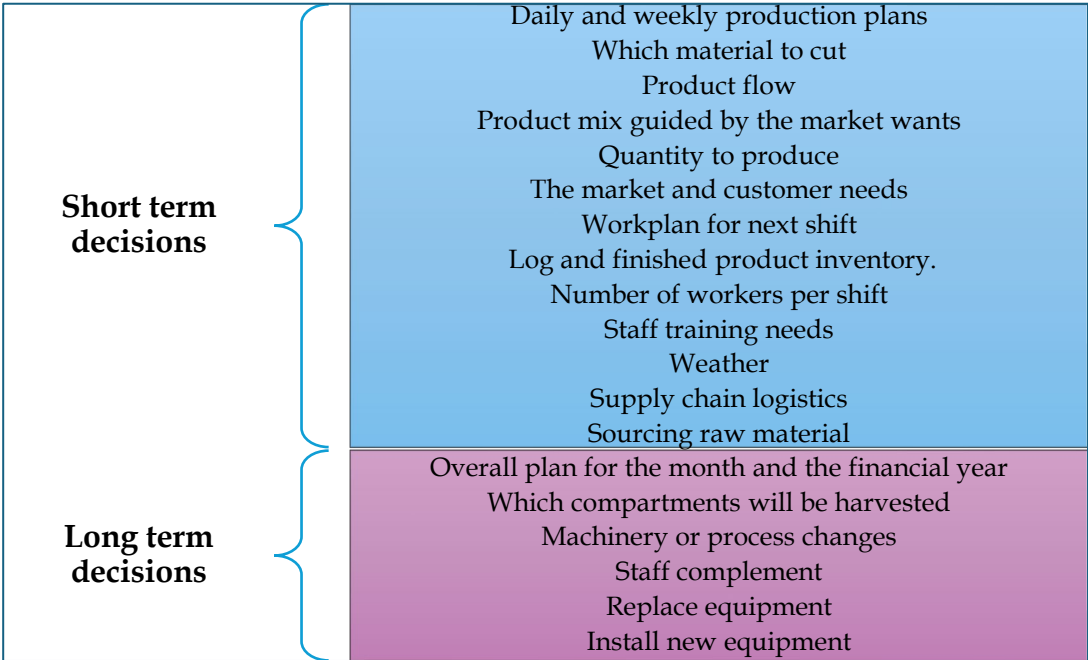 Short term
decisions
Daily and weekly production plans
Which material to cut
Product flow
Product mix guided by the market wants
Quantity to produce
The market and customer needs
Workplan for next shift
Log and finished product inventory.
Number of workers per shift
Staff training needs
Weather
Supply chain logistics
Sourcing raw material
Long term
decisions
Overall plan for the month and the financial year
Which compartments will be harvested
Machinery or process changes
Staff complement
Replace equipment
Install new equipment